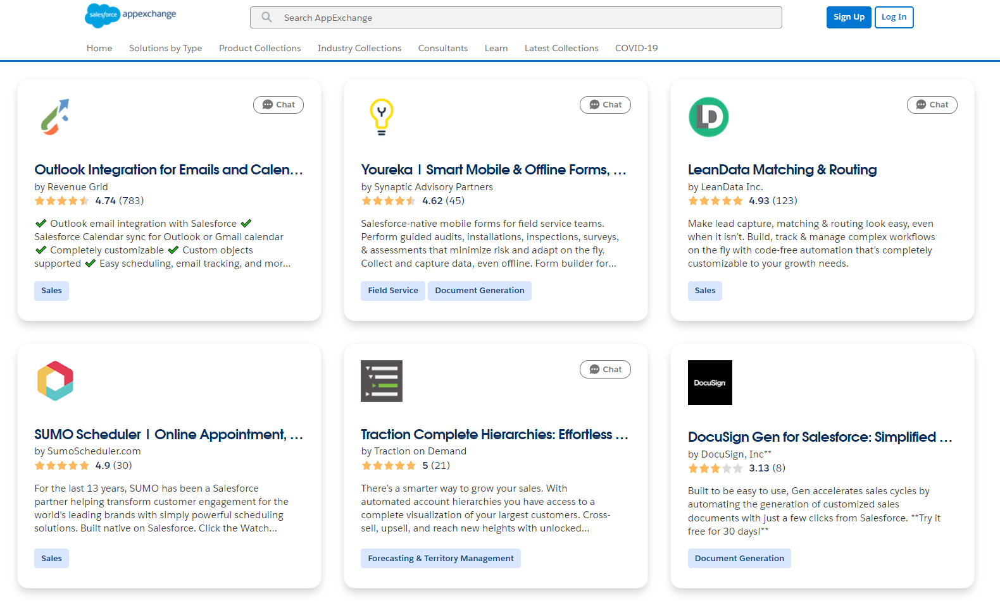 salesforce appexchange
Search AppExchange
Sign Up
Log In
Home
Solutions by Type
Product Collections
Industry Collections
Consultants
Learn
Latest Collections
COVID-19
Chat
Outlook Integration for Emails and Calen...
by Revenue Grid
4.74 (783)
✔ Outlook email integration with Salesforce ✔
Salesforce Calendar sync for Outlook or Gmail calendar
✔ Completely customizable ✔ Custom objects
supported ✔ Easy scheduling, email tracking, and mor...
Sales
Y
Chat
Youreka | Smart Mobile & Offline Forms, ...
by Synaptic Advisory Partners
4.62 (45)
Salesforce-native mobile forms for field service teams.
Perform guided audits, installations, inspections, surveys,
& assessments that minimize risk and adapt on the fly.
Collect and capture data, even offline. Form builder for...
Field Service
Document Generation
LD
Chat
LeanData Matching & Routing
by LeanData Inc.
4.93 (123)
Make lead capture, matching & routing look easy, even
when it isn’t. Build, track & manage complex workflows
on the fly with code-free automation that’s completely
customizable to your growth needs.
Sales
SUMO Scheduler | Online Appointment, ...
by SumoScheduler.com
4.9 (30)
For the last 13 years, SUMO has been a Salesforce
partner helping transform customer engagement for the
world's leading brands with simply powerful scheduling
solutions. Built native on Salesforce. Click the Watch...
Sales
Chat
Traction Complete Hierarchies: Effortless ...
by Traction on Demand
5 (21)
There’s a smarter way to grow your sales. With
automated account hierarchies you have access to a
complete visualization of your largest customers. Cross-
sell, upsell, and reach new heights with unlocked...
Forecasting & Territory Management
DocuSign
DocuSign Gen for Salesforce: Simplified ...
by DocuSign, Inc**
3.13 (8)
Built to be easy to use, Gen accelerates sales cycles by
automating the generation of customized sales
documents with just a few clicks from Salesforce. **Try it
free for 30 days!**
Document Generation